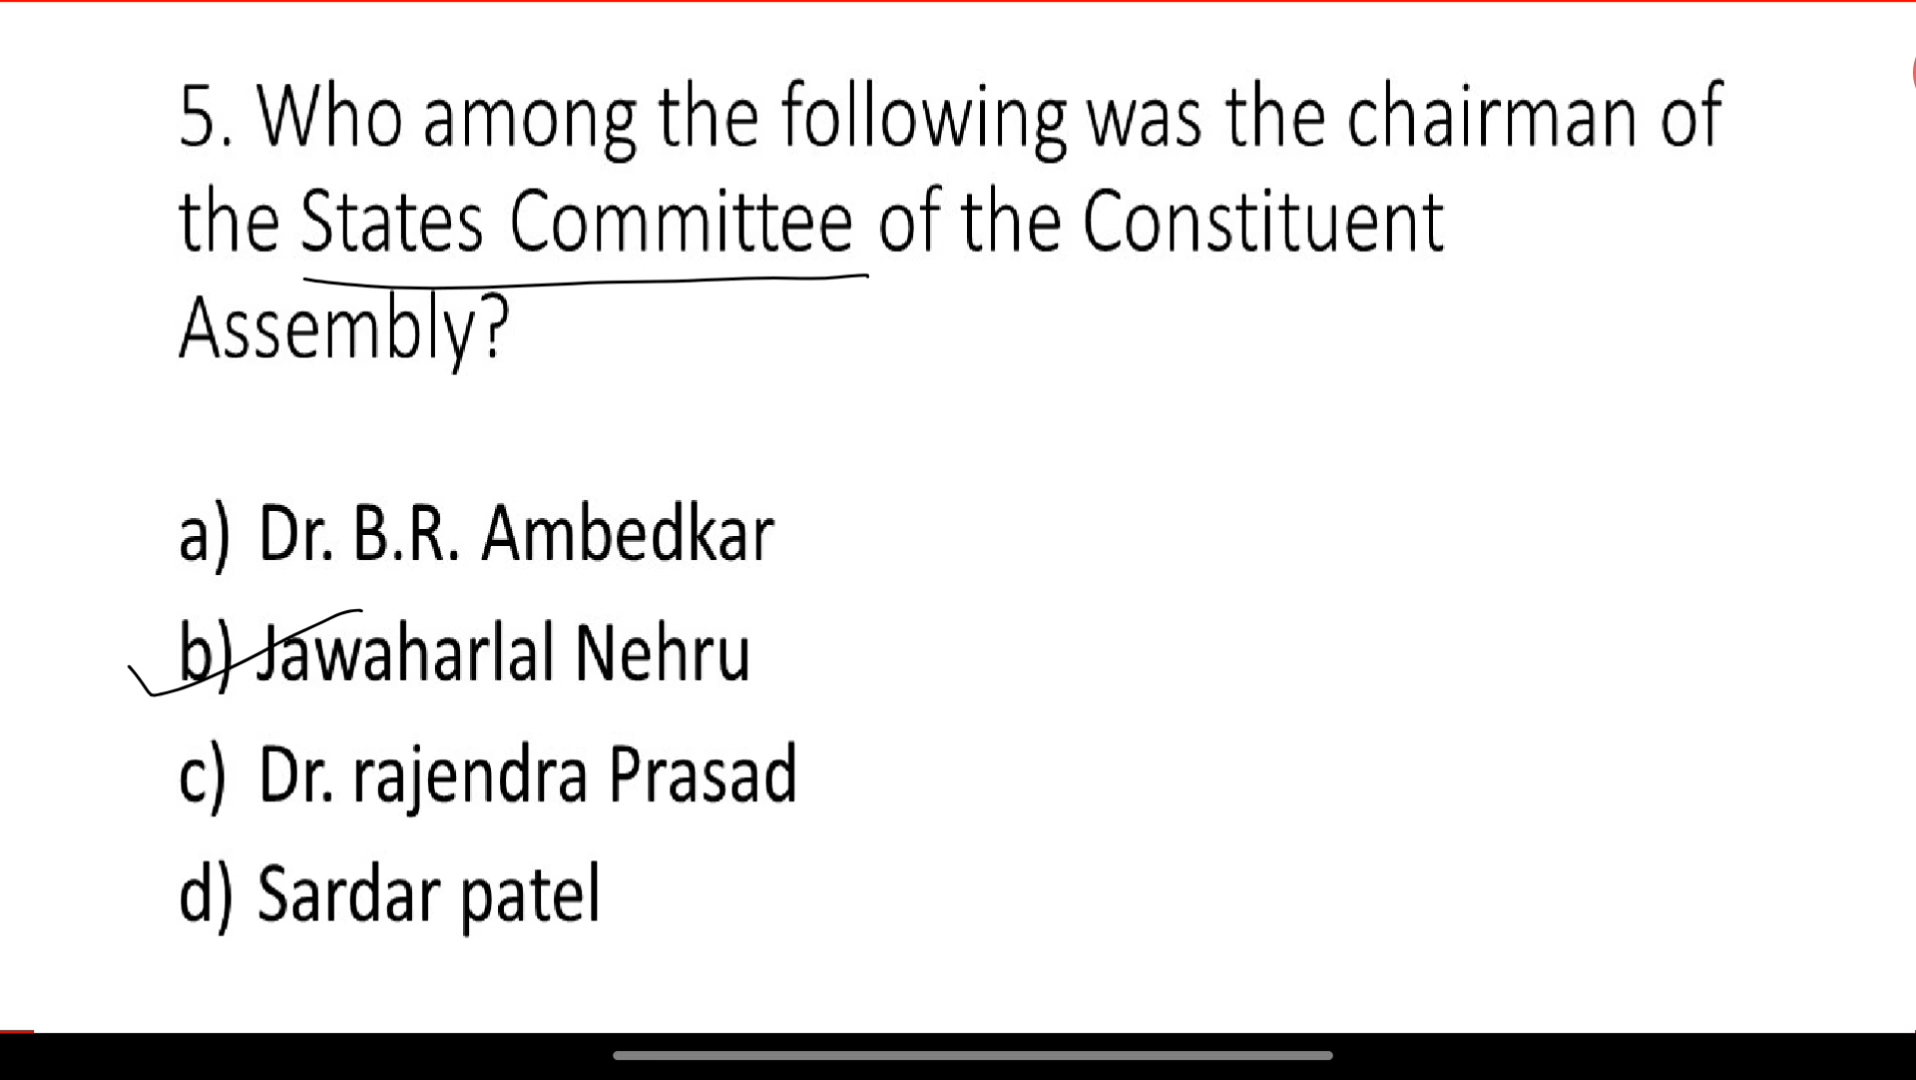 5. Who among the following was the chairman of
the States Committee of the Constituent
Assembly?
a) Dr. B.R. Ambedkar
b) Jawaharlal Nehru
c) Dr. rajendra Prasad
d) Sardar patel